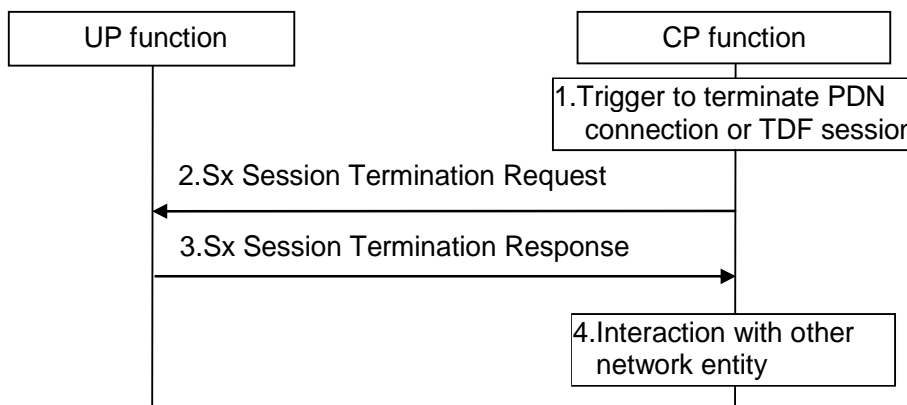 UP function
CP function
1.Trigger to terminate PDN
connection or TDF session
2.Sx Session Termination Request
3.Sx Session Termination Response
4.Interaction with other
network entity